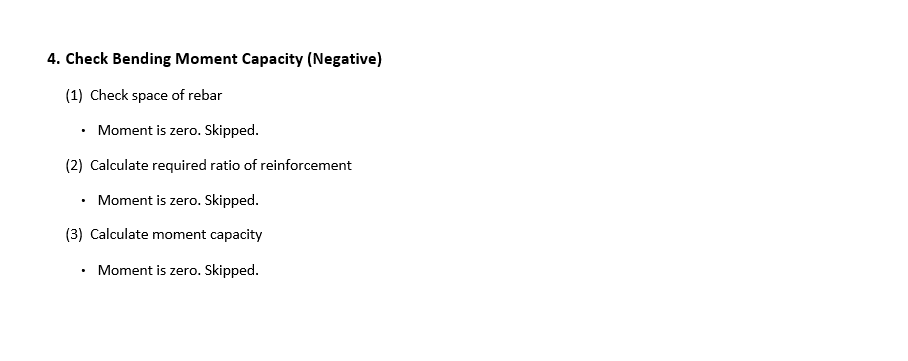 4. Check Bending Moment Capacity (Negative)
(1) Check space of rebar
• Moment is zero. Skipped.
(2) Calculate required ratio of reinforcement
• Moment is zero. Skipped.
(3) Calculate moment capacity
• Moment is zero. Skipped.